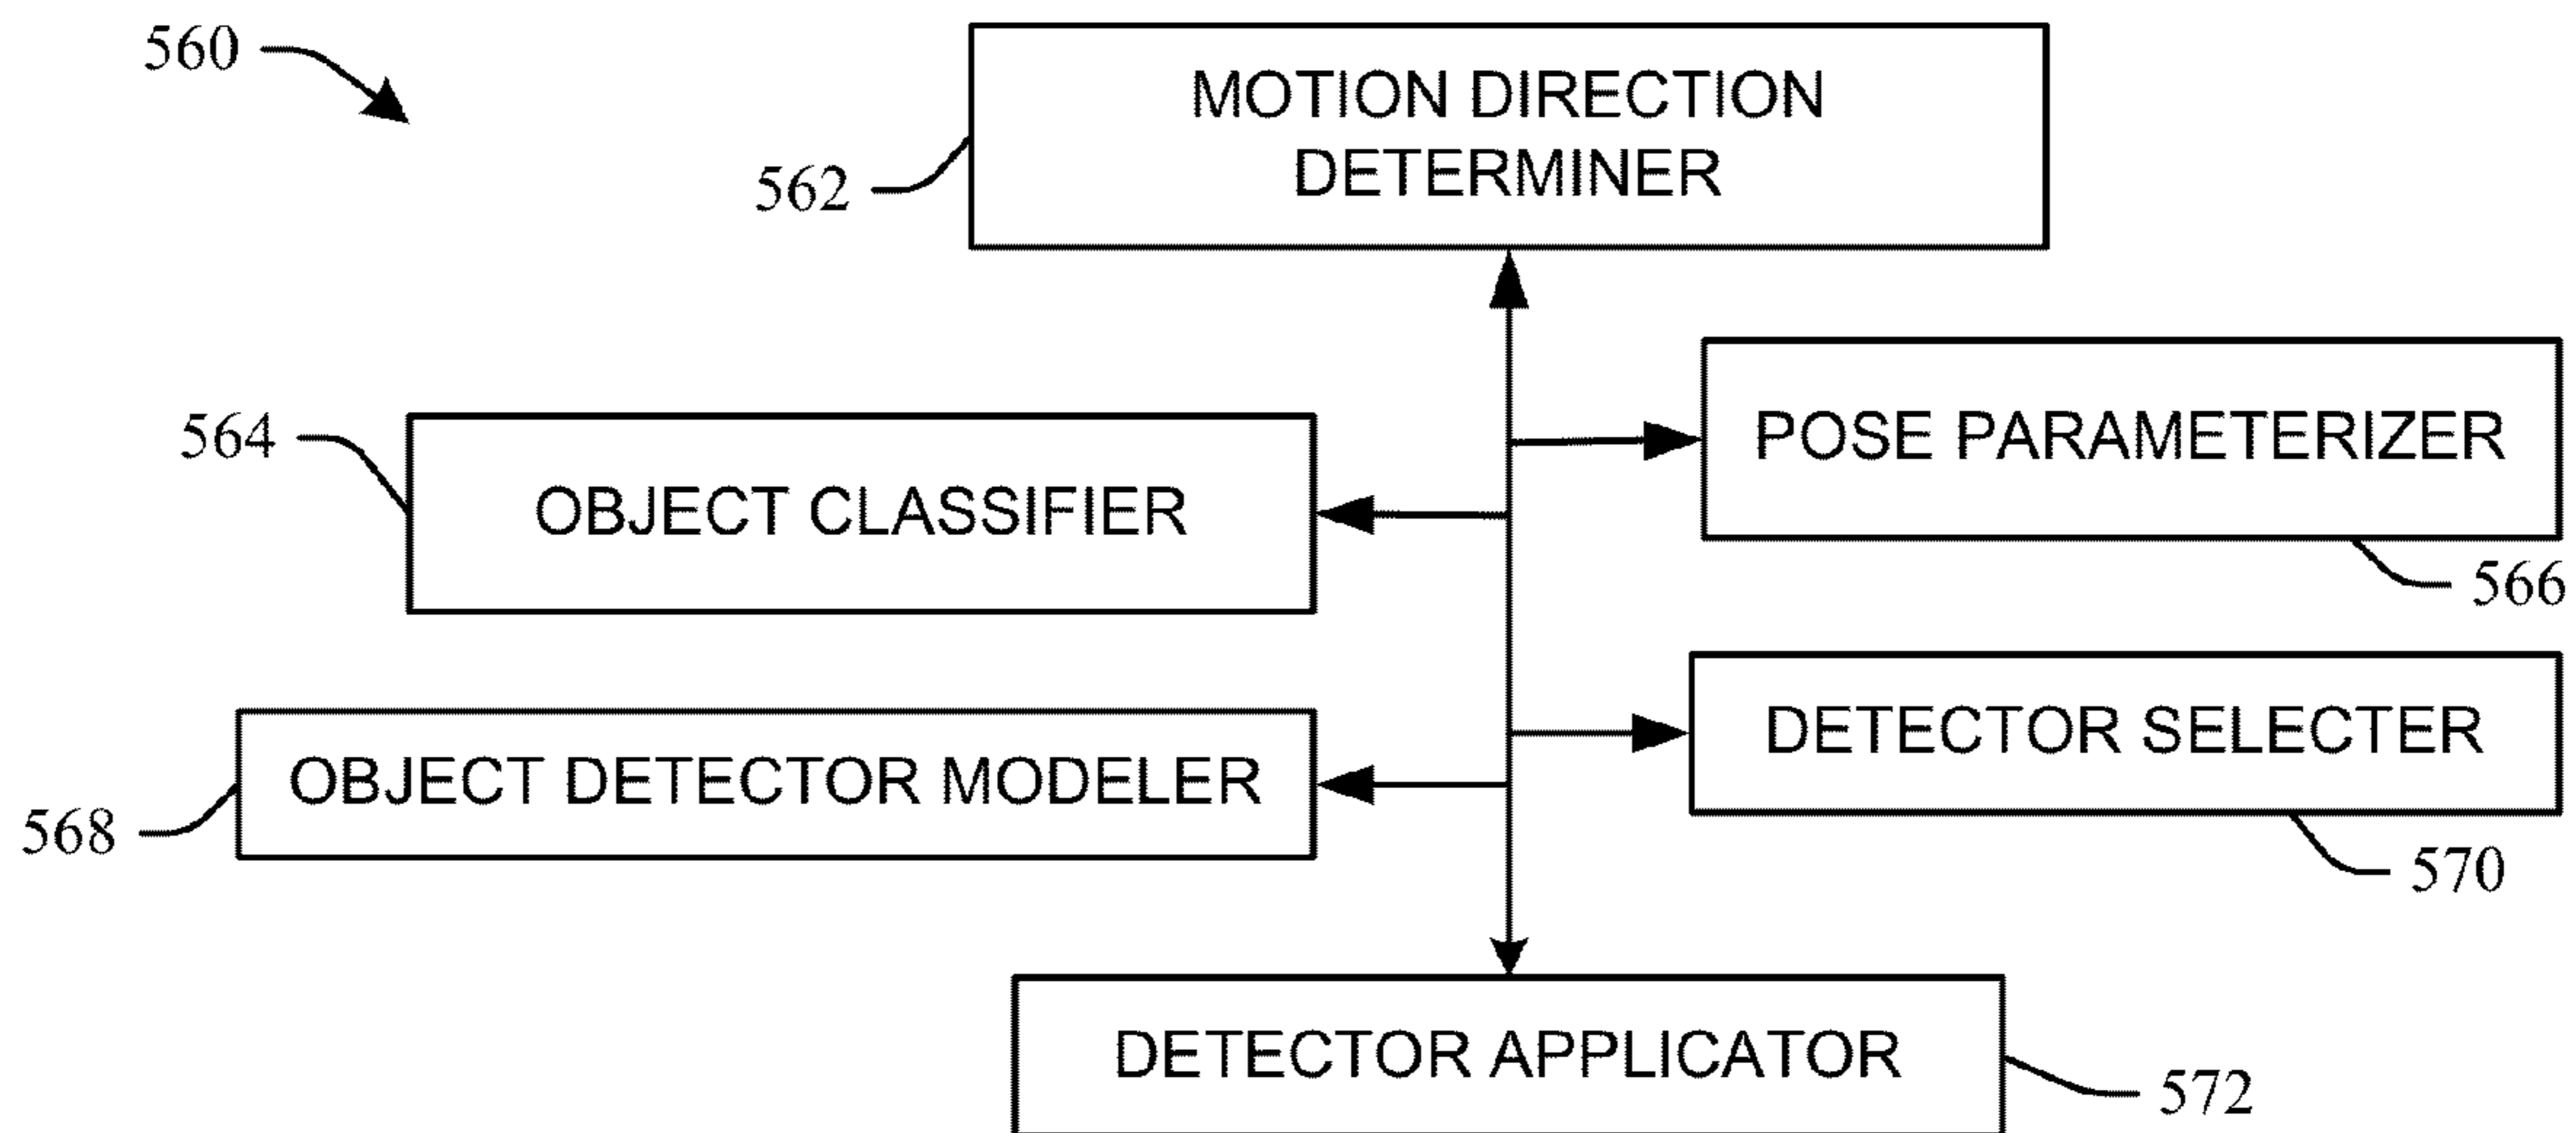 560
MOTION DIRECTION
DETERMINER
562
POSE PARAMETERIZER
564
OBJECT CLASSIFIER
566
DETECTOR SELECTER
OBJECT DETECTOR MODELER
568
570
DETECTOR APPLICATOR
572